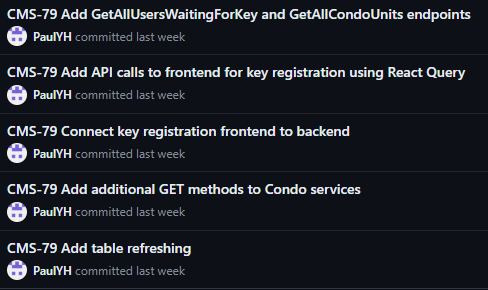 CMS-79 Add GetAllUsersWaitingForKey and GetAllCondoUnits endpoints
PaulYH committed last week
CMS-79 Add API calls to frontend for key registration using React Query
PaulYH committed last week
CMS-79 Connect key registration frontend to backend
PaulYH committed last week
CMS-79 Add additional GET methods to Condo services
PaulYH committed last week
CMS-79 Add table refreshing
PaulYH committed last week